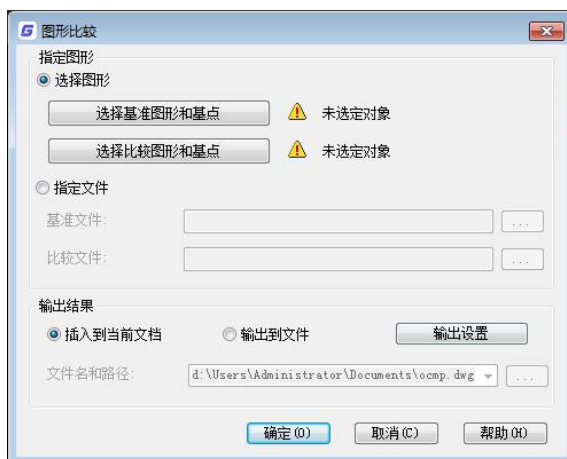 图形比较
指定图形
选择图形
选择基准图形和基点 未选定对象
选择比较图形和基点 未选定对象
指定文件
基准文件: ...
比较文件: ...
输出结果
插入到当前文档 输出到文件 输出设置
文件名和路径: d:\Users\Administrator\Documents\ocmp.dwg ...
确定(O) 取消(C) 帮助(H)